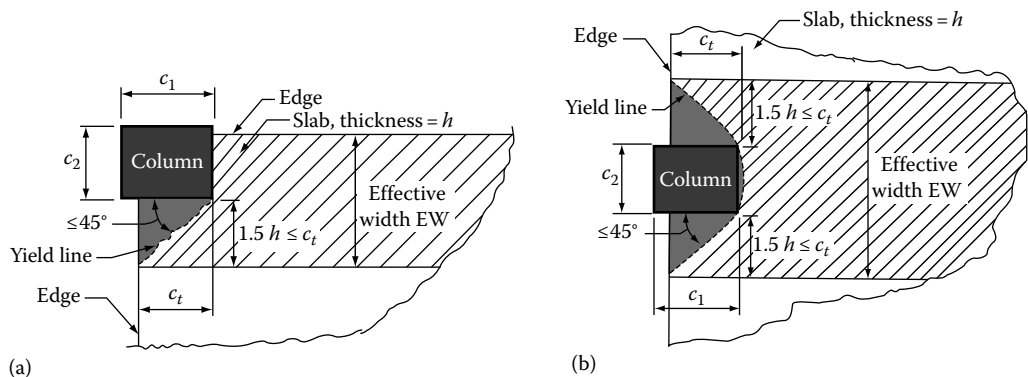 c1
Edge
Slab, thickness = h
c2
Column
Effective
width EW
≤45°
1.5 h ≤ ct
Yield line
Edge
ct
(a)
Slab, thickness = h
Edge
ct
Yield line
1.5 h ≤ ct
c2
Column
Effective
width EW
≤45°
1.5 h ≤ ct
c1
(b)